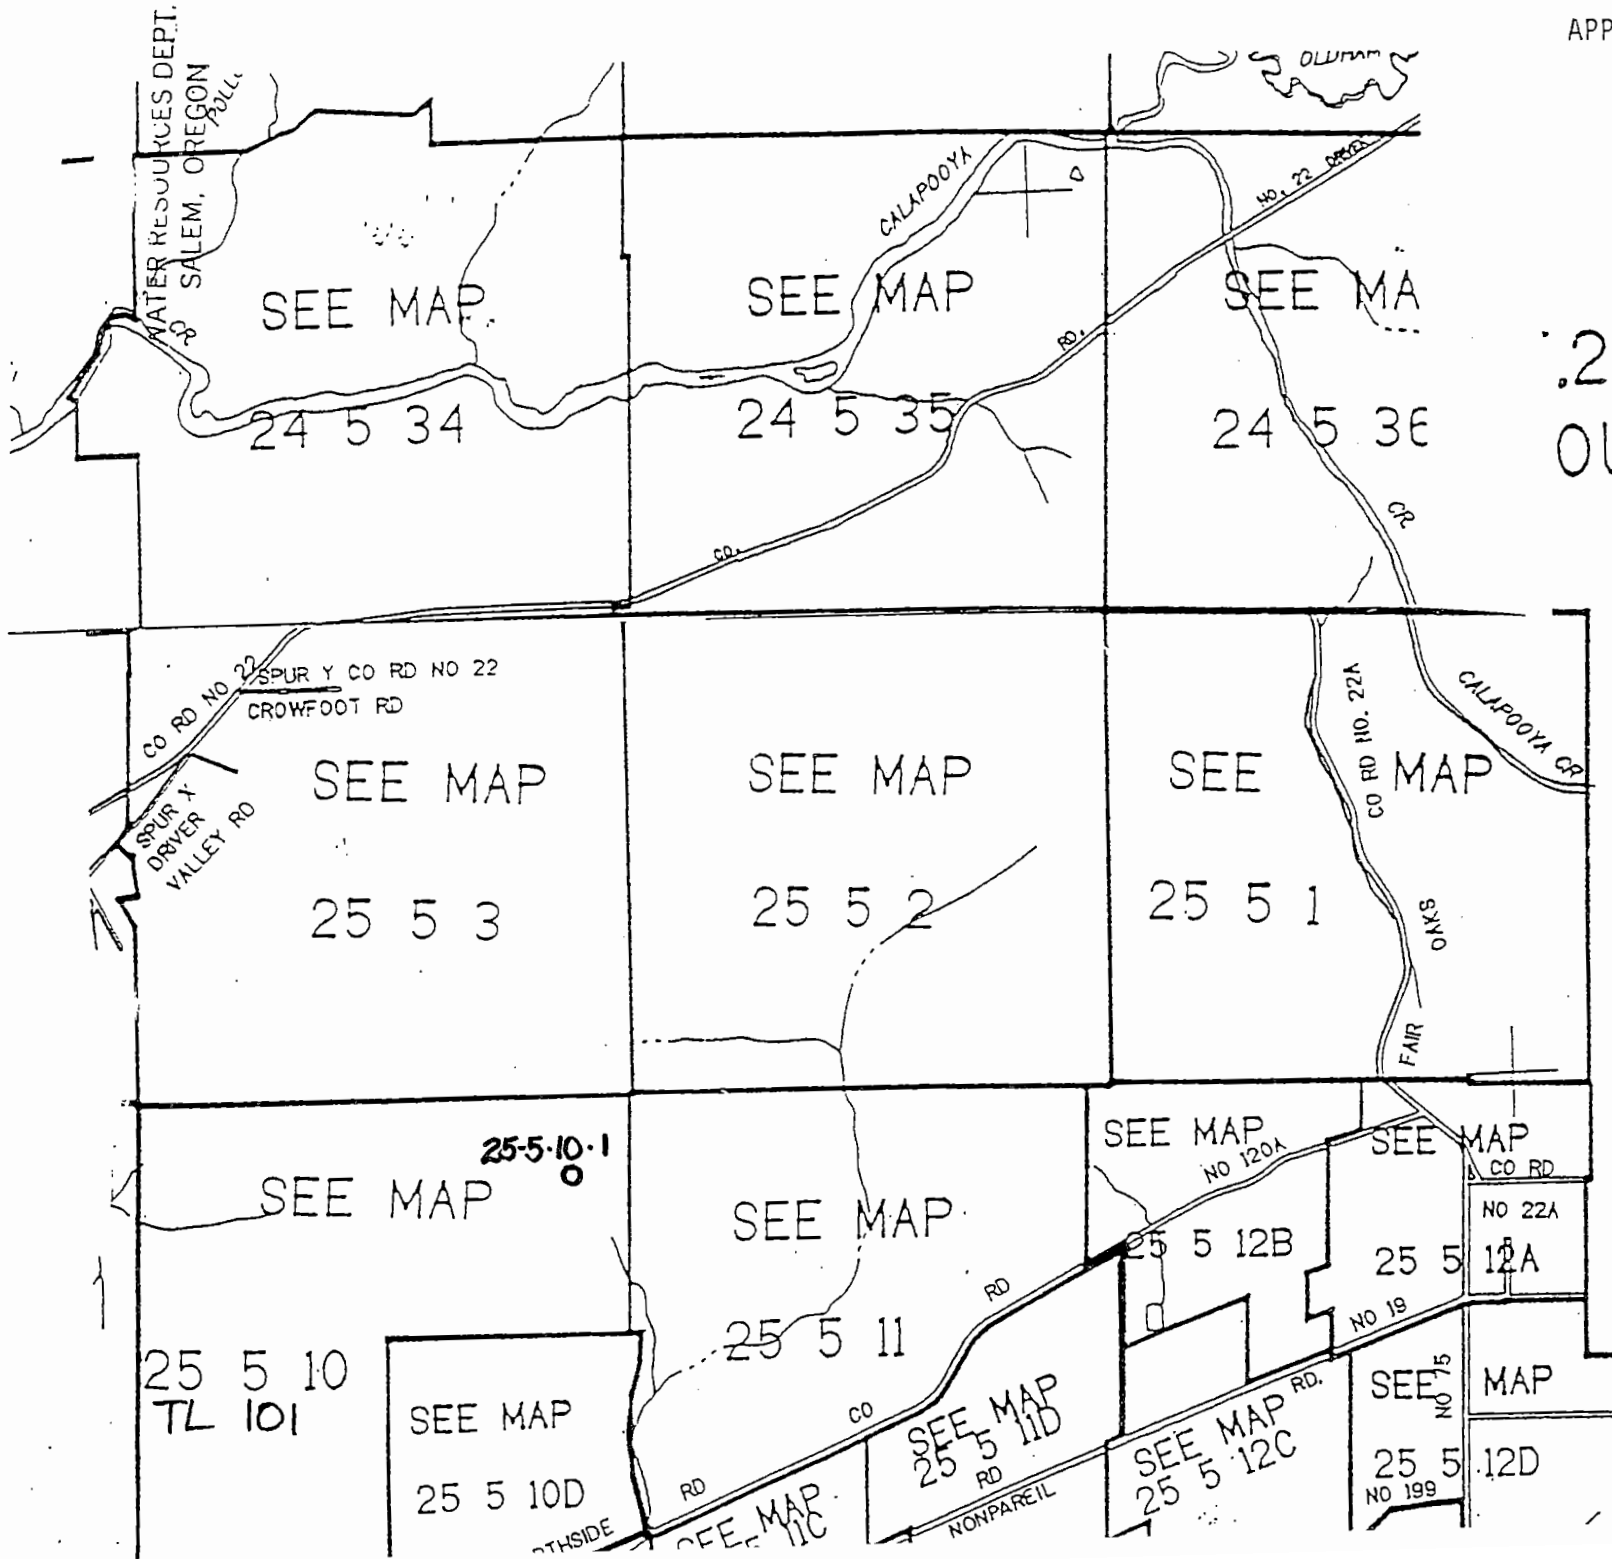 APP
WATER RESOURCES DEPT.
SALEM, OREGON
OLDHAM
CALAPOOYA
NO. 22
CR
SEE MAP
SEE MAP
SEE MA
RD.
24 5 34
24 5 35
24 5 36
CR
CO.
CO RD NO 22
SPUR Y CO RD NO 22
CROWFOOT RD
CO RD NO. 22A
CALAPOOYA CR
SEE MAP
SEE MAP
SEE MAP
SPUR X
DRIVER
VALLEY RD
25 5 3
25 5 2
25 5 1
FAIR OAKS
25-5-10-1
SEE MAP
SEE MAP
SEE MAP
NO 120A
SEE MAP
CO RD
NO 22A
25 5 12B
25 5 12A
RD
NO 19
25 5 10
TL 101
25 5 11
SEE MAP
25 5 10D
CO
RD
SEE MAP
25 5 11D
RD
NONPAREIL
RD.
SEE MAP
25 5 12C
SEE MAP
NO 75
25 5 12D
NO 199
THSIDE
SEE MAP
11C